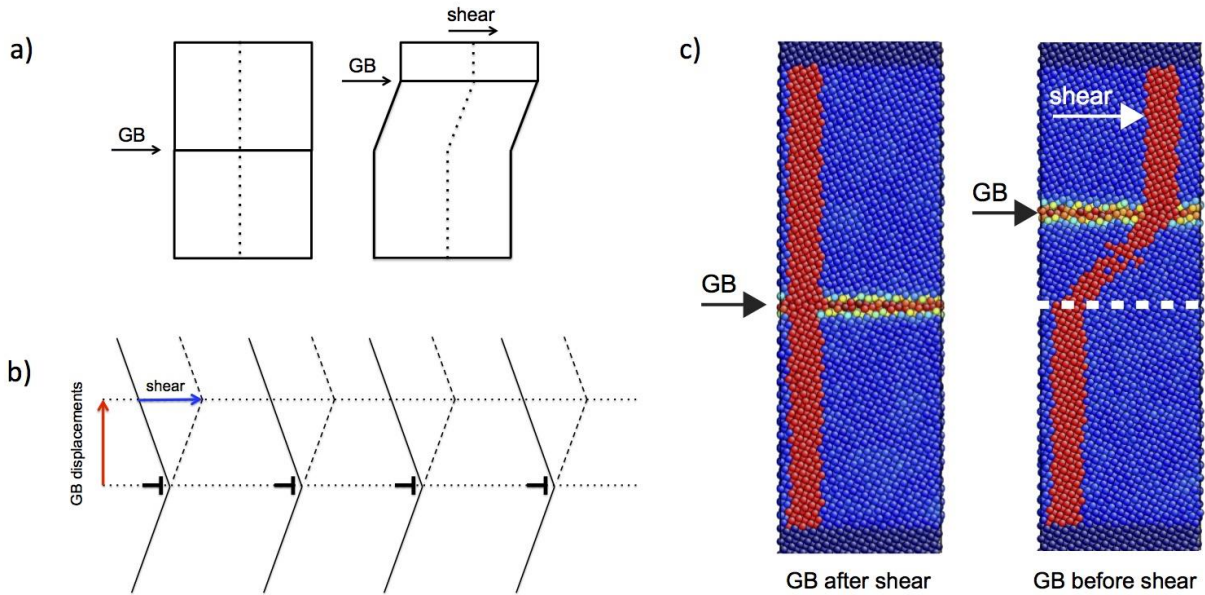 a)
GB
shear
GB
b)
GB displacements
shear
c)
GB
shear
GB
GB after shear
GB before shear